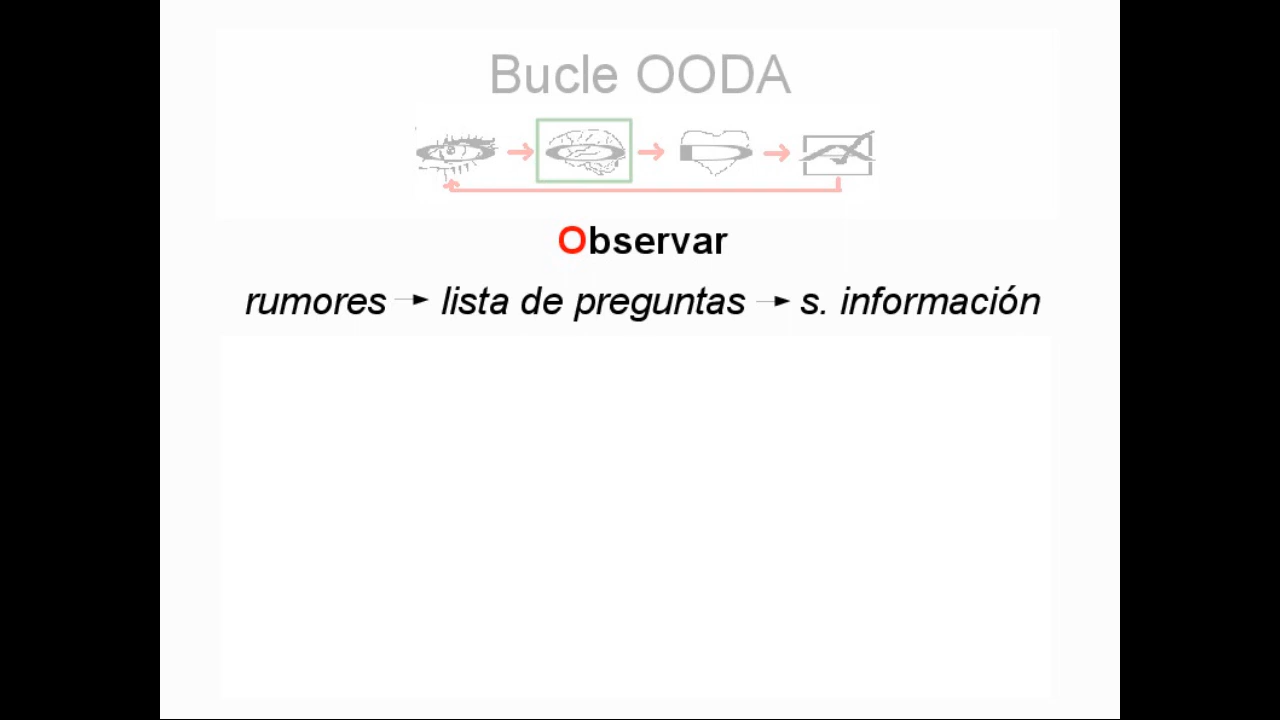 Bucle OODA
Observar
rumores → lista de preguntas → s. información